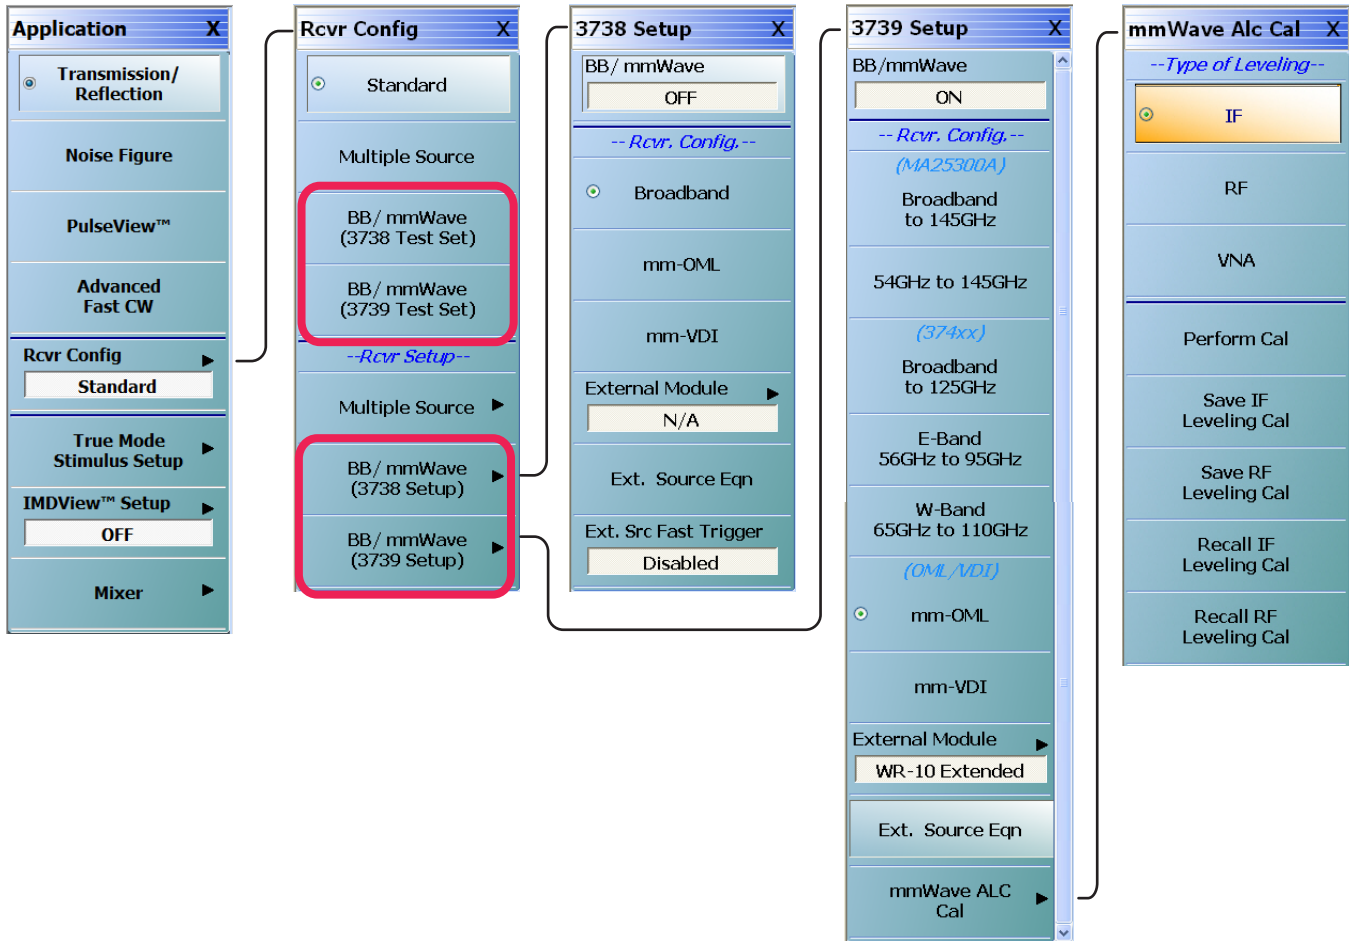 Application X
Transmission/
Reflection
Noise Figure
PulseView™
Advanced
Fast CW
Rcvr Config
Standard
True Mode
Stimulus Setup
IMDView™ Setup
OFF
Mixer
Rcvr Config X
Standard
Multiple Source
BB/ mmWave
(3738 Test Set)
BB/ mmWave
(3739 Test Set)
--Rcvr Setup--
Multiple Source
BB/ mmWave
(3738 Setup)
BB/ mmWave
(3739 Setup)
3738 Setup X
BB/ mmWave
OFF
-- Rcvr. Config.--
Broadband
mm-OML
mm-VDI
External Module
N/A
Ext. Source Eqn
Ext. Src Fast Trigger
Disabled
3739 Setup X
BB/mmWave
ON
-- Rcvr. Config.--
(MA25300A)
Broadband
to 145GHz
54GHz to 145GHz
(374xx)
Broadband
to 125GHz
E-Band
56GHz to 95GHz
W-Band
65GHz to 110GHz
(OML/VDI)
mm-OML
mm-VDI
External Module
WR-10 Extended
Ext. Source Eqn
mmWave ALC
Cal
mmWave Alc Cal X
--Type of Leveling--
IF
RF
VNA
Perform Cal
Save IF
Leveling Cal
Save RF
Leveling Cal
Recall IF
Leveling Cal
Recall RF
Leveling Cal